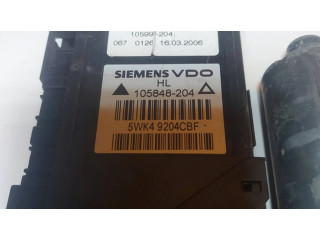 105998-204.
067 0126 16.03.2006
SIEMENS VDO
HL
105848-204
5WK4 9204CBF -